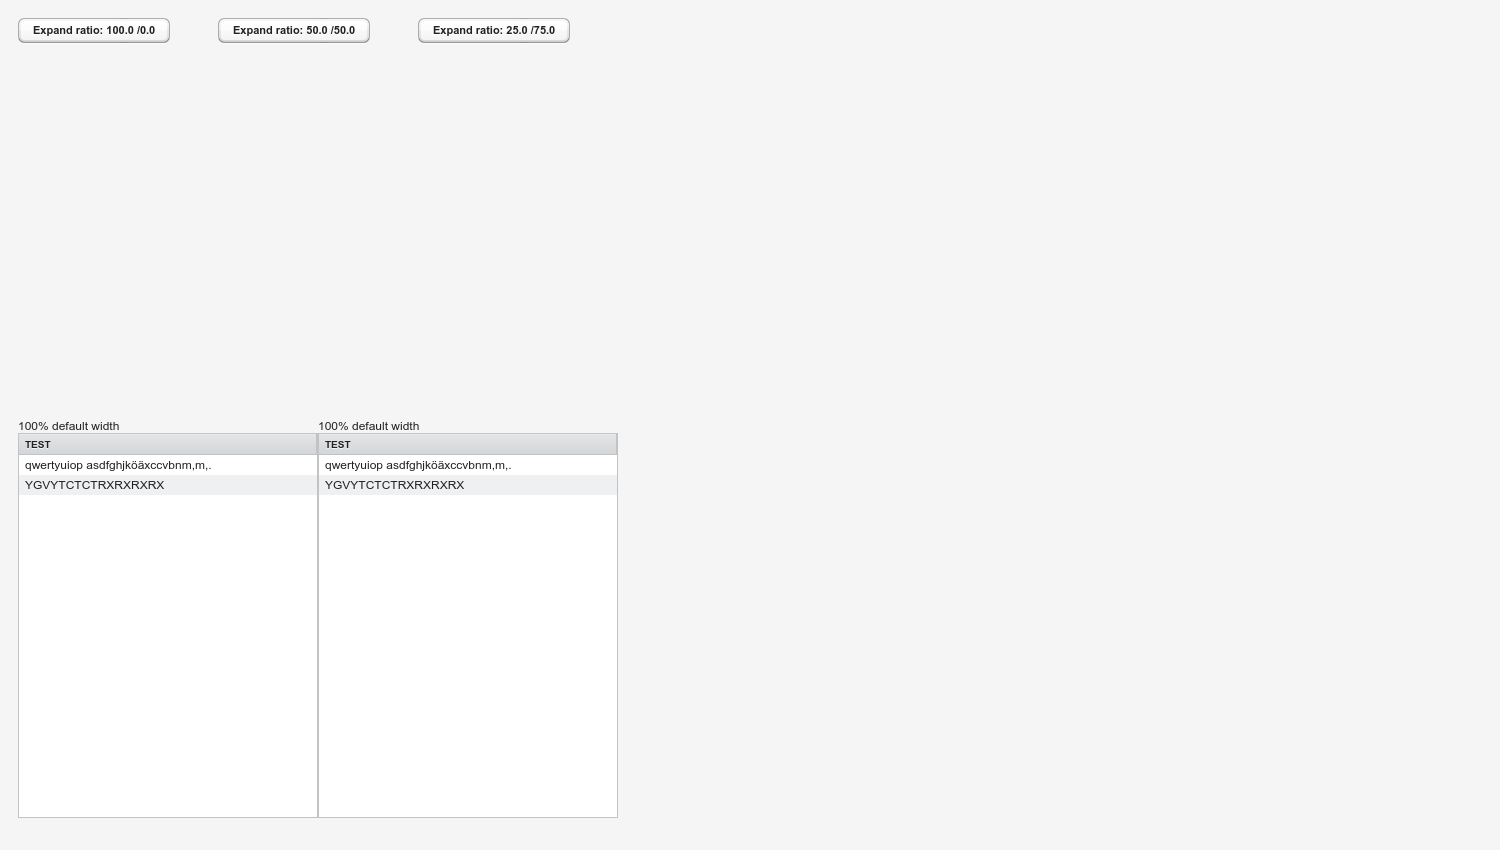 Expand ratio: 100.0 /0.0
Expand ratio: 50.0 /50.0
Expand ratio: 25.0 /75.0
100% default width
100% default width
TEST
TEST
qwertyuiop asdfghjköäxccvbnm,m,.
qwertyuiop asdfghjköäxccvbnm,m,.
YGVYTCTCTRXRXRXRX
YGVYTCTCTRXRXRXRX